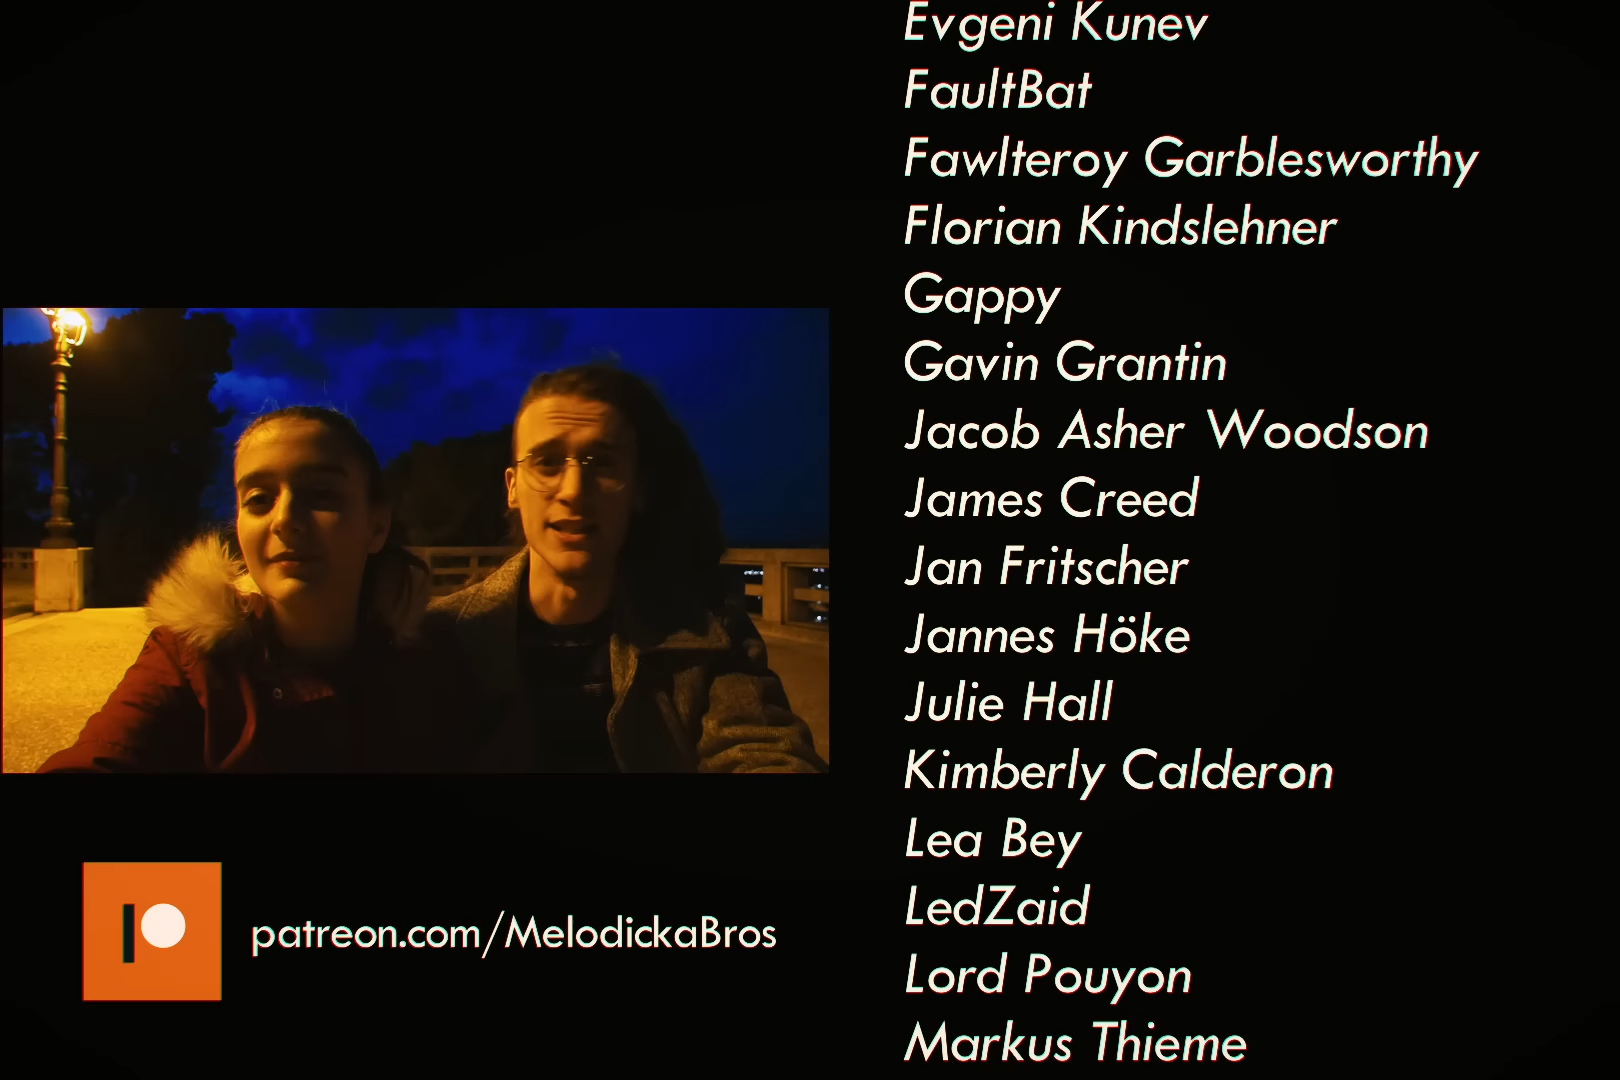 Evgeni Kunev
FaultBat
Fawlteroy Garblesworthy
Florian Kindslehner
Gappy
Gavin Grantin
Jacob Asher Woodson
James Creed
Jan Fritscher
Jannes Höke
Julie Hall
Kimberly Calderon
Lea Bey
LedZaid
Lord Pouyon
Markus Thieme
patreon.com/MelodickaBros